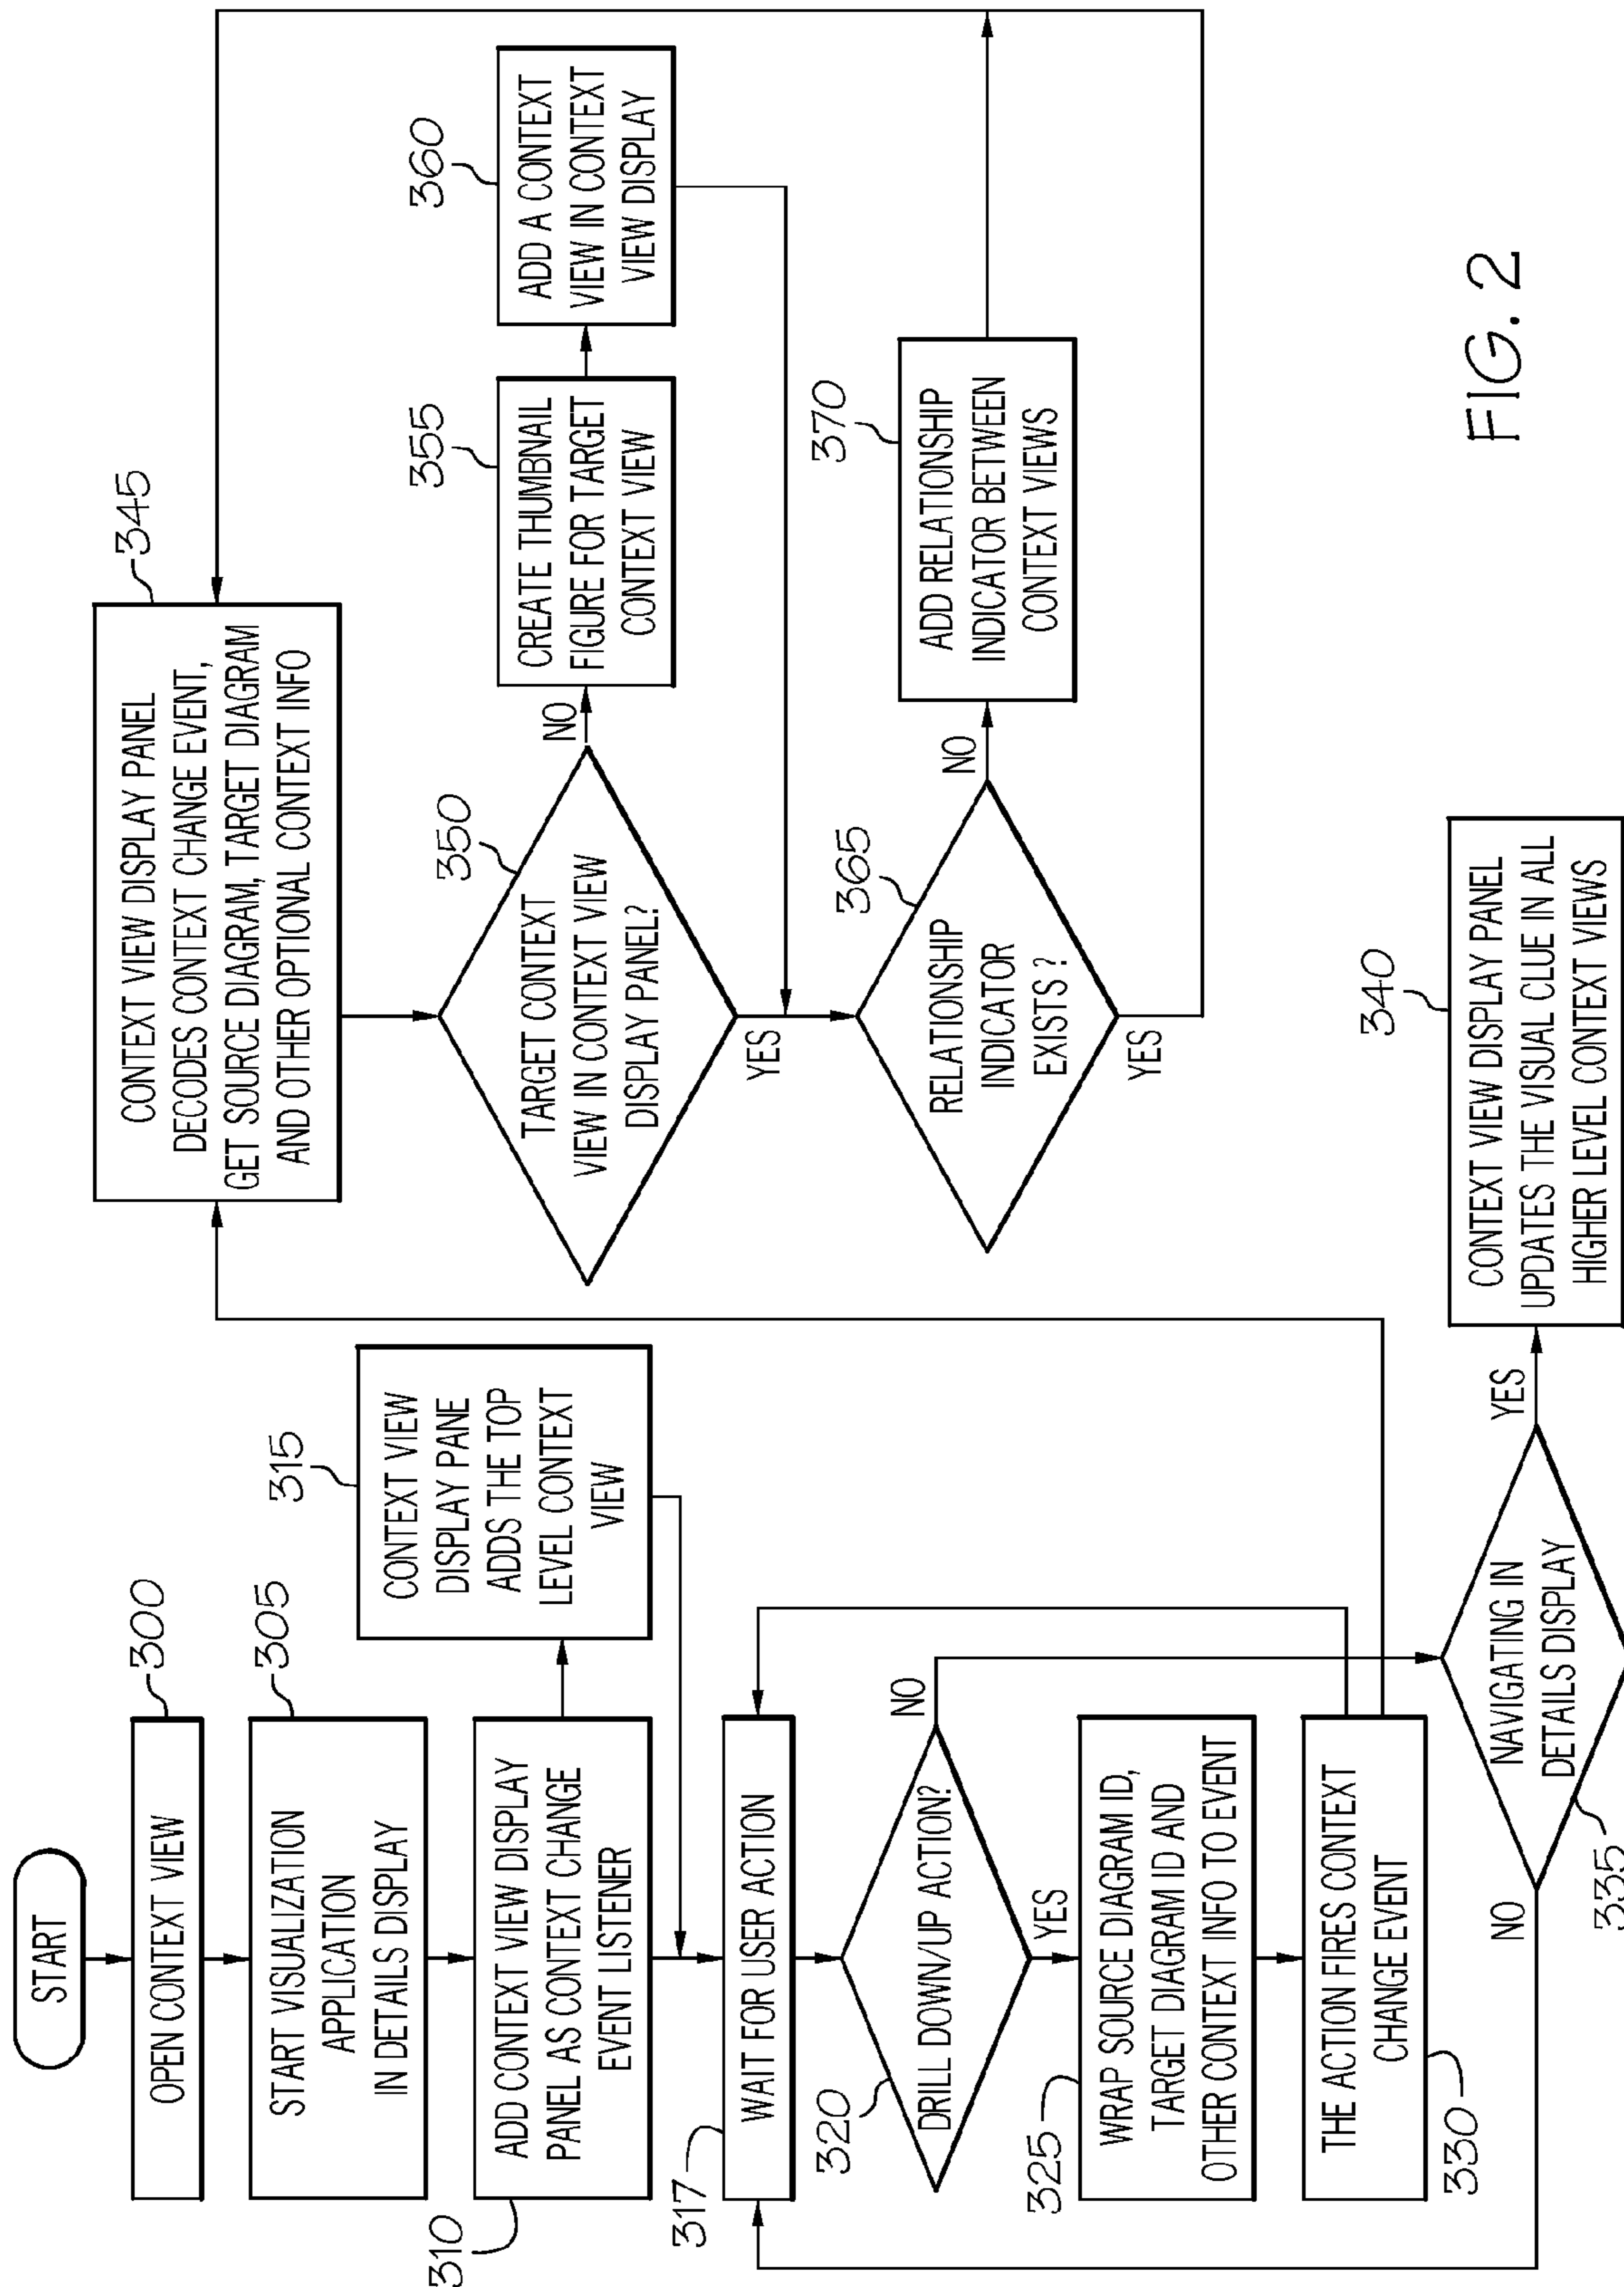 START
OPEN CONTEXT VIEW
300
START VISUALIZATION
APPLICATION
IN DETAILS DISPLAY
305
ADD CONTEXT VIEW DISPLAY
PANEL AS CONTEXT CHANGE
EVENT LISTENER
310
CONTEXT VIEW
DISPLAY PANE
ADDS THE TOP
LEVEL CONTEXT
VIEW
315
WAIT FOR USER ACTION
317
DRILL DOWN/UP ACTION?
320
NO
YES
WRAP SOURCE DIAGRAM ID,
TARGET DIAGRAM ID AND
OTHER CONTEXT INFO TO EVENT
325
THE ACTION FIRES CONTEXT
CHANGE EVENT
330
NAVIGATING IN
DETAILS DISPLAY
335
NO
YES
CONTEXT VIEW DISPLAY PANEL
UPDATES THE VISUAL CLUE IN ALL
HIGHER LEVEL CONTEXT VIEWS
340
CONTEXT VIEW DISPLAY PANEL
DECODES CONTEXT CHANGE EVENT,
GET SOURCE DIAGRAM, TARGET DIAGRAM
AND OTHER OPTIONAL CONTEXT INFO
345
TARGET CONTEXT
VIEW IN CONTEXT VIEW
DISPLAY PANEL?
350
NO
YES
CREATE THUMBNAIL
FIGURE FOR TARGET
CONTEXT VIEW
355
ADD A CONTEXT
VIEW IN CONTEXT
VIEW DISPLAY
360
RELATIONSHIP
INDICATOR
EXISTS?
365
NO
YES
ADD RELATIONSHIP
INDICATOR BETWEEN
CONTEXT VIEWS
370
FIG. 2